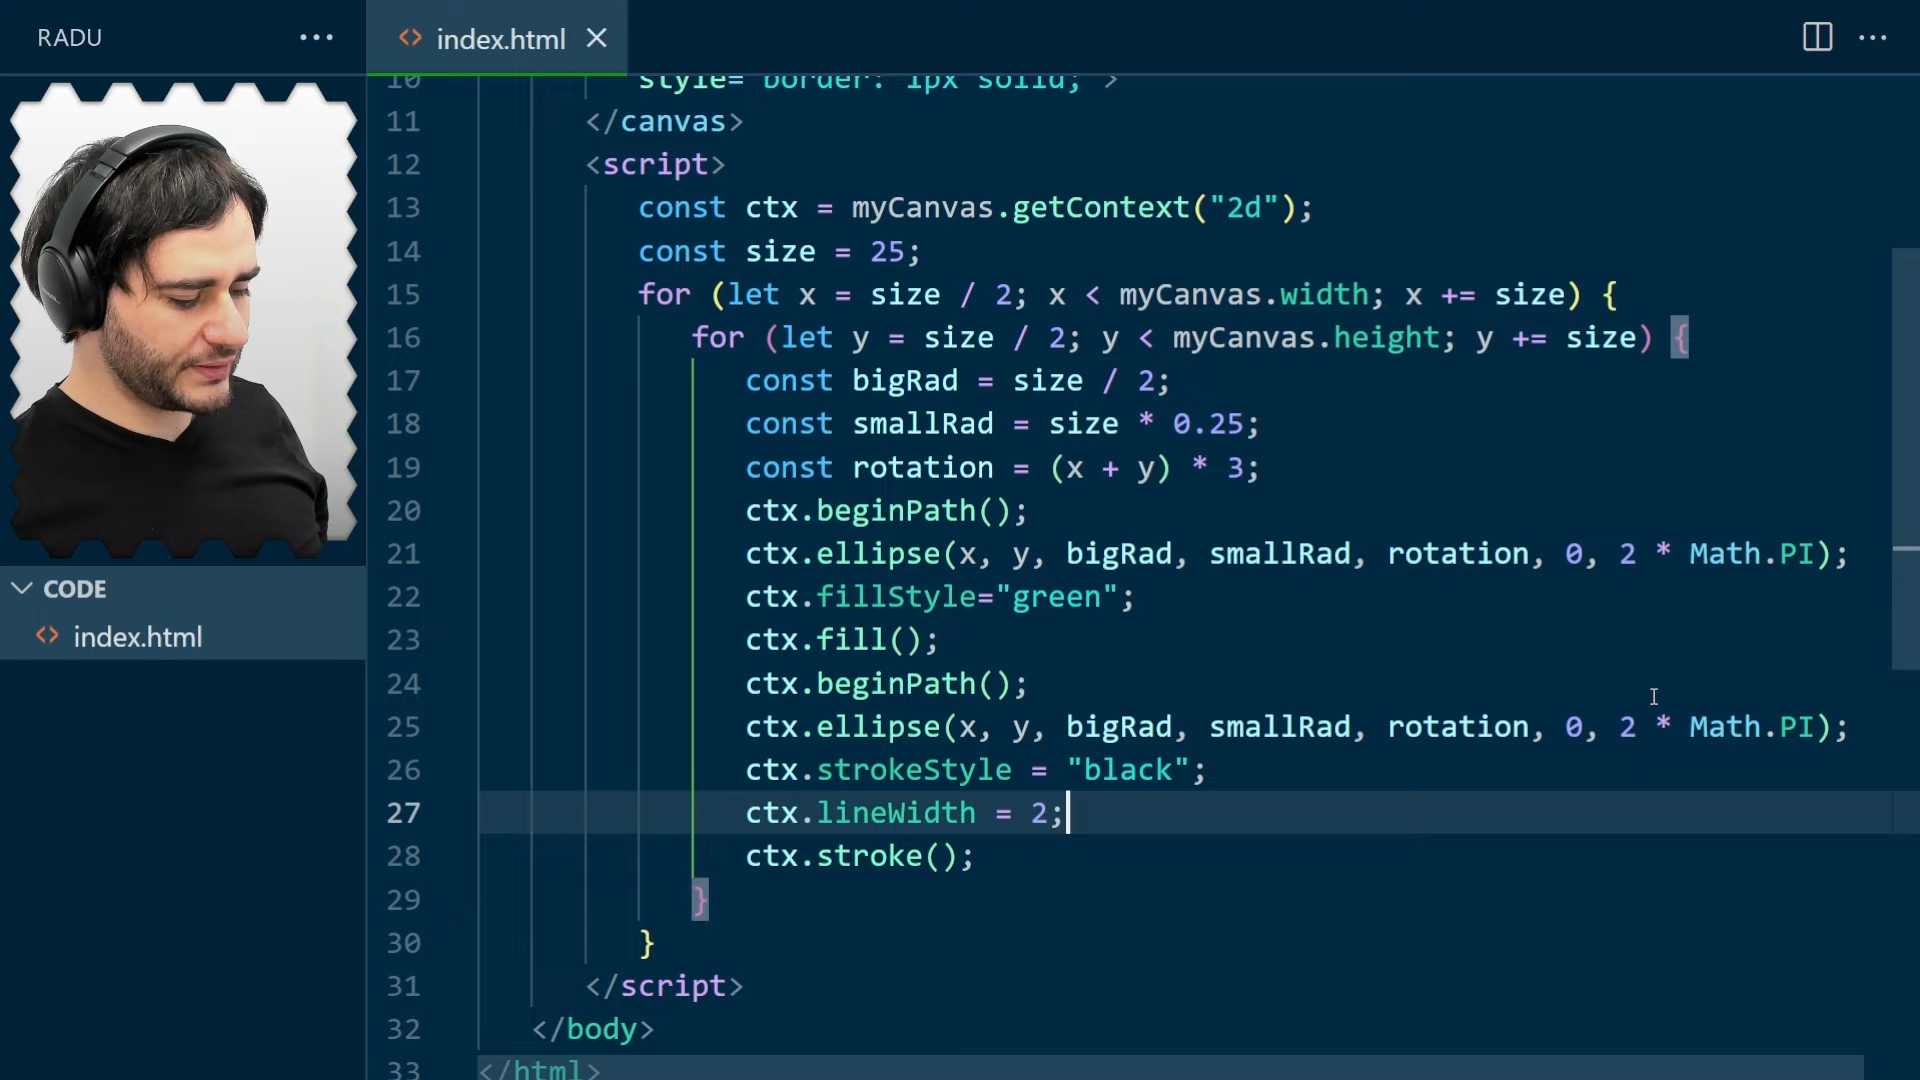 RADU
index.html
CODE
index.html
10 style="border: 1px solid;">
11 </canvas>
12 <script>
13 const ctx = myCanvas.getContext("2d");
14 const size = 25;
15 for (let x = size / 2; x < myCanvas.width; x += size) {
16 for (let y = size / 2; y < myCanvas.height; y += size) {
17 const bigRad = size / 2;
18 const smallRad = size * 0.25;
19 const rotation = (x + y) * 3;
20 ctx.beginPath();
21 ctx.ellipse(x, y, bigRad, smallRad, rotation, 0, 2 * Math.PI);
22 ctx.fillStyle="green";
23 ctx.fill();
24 ctx.beginPath();
25 ctx.ellipse(x, y, bigRad, smallRad, rotation, 0, 2 * Math.PI);
26 ctx.strokeStyle = "black";
27 ctx.lineWidth = 2;
28 ctx.stroke();
29 }
30 }
31 </script>
32 </body>
33 </html>